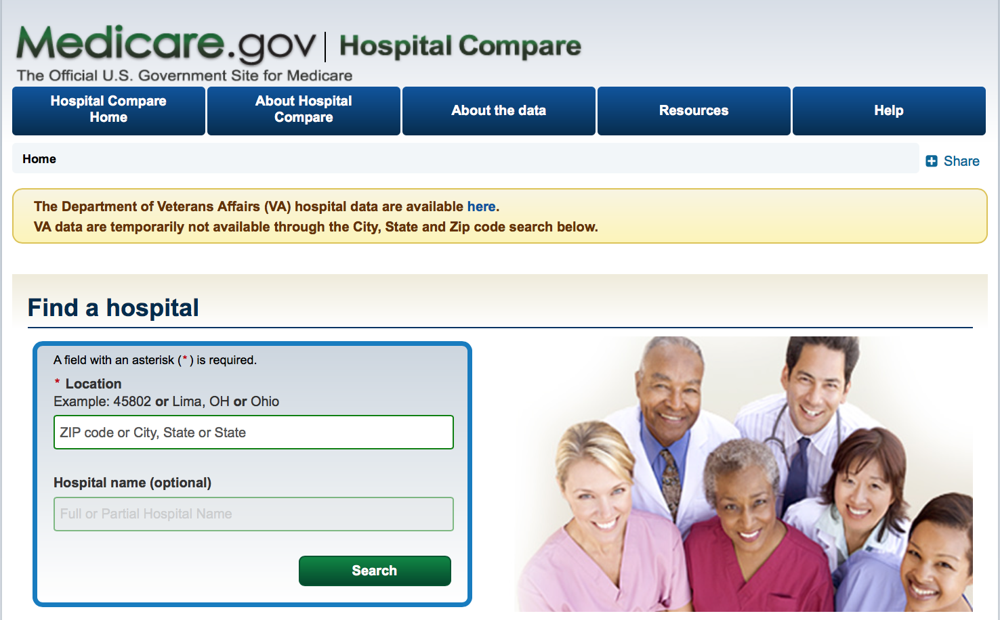 Medicare.gov | Hospital Compare
The Official U.S. Government Site for Medicare
Hospital Compare
Home
About Hospital
Compare
About the data
Resources
Help
Home
Share
The Department of Veterans Affairs (VA) hospital data are available here.
VA data are temporarily not available through the City, State and Zip code search below.
Find a hospital
A field with an asterisk (*) is required.
* Location
Example: 45802 or Lima, OH or Ohio
ZIP code or City, State or State
Hospital name (optional)
Full or Partial Hospital Name
Search